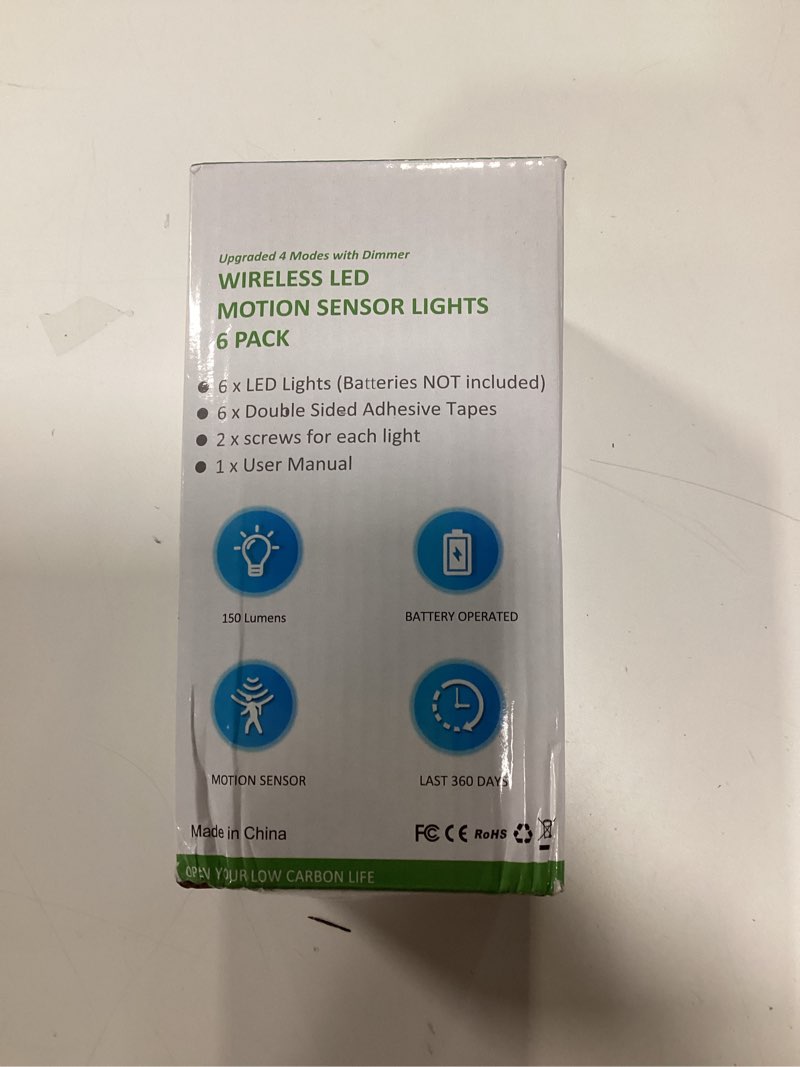 Upgraded 4 Modes with Dimmer
WIRELESS LED
MOTION SENSOR LIGHTS
6 PACK
● 6 x LED Lights (Batteries NOT included)
● 6 x Double Sided Adhesive Tapes
● 2 x screws for each light
● 1 x User Manual
150 Lumens
BATTERY OPERATED
MOTION SENSOR
LAST 360 DAYS
Made in China
FC CE RoHS
OPEN YOUR LOW CARBON LIFE